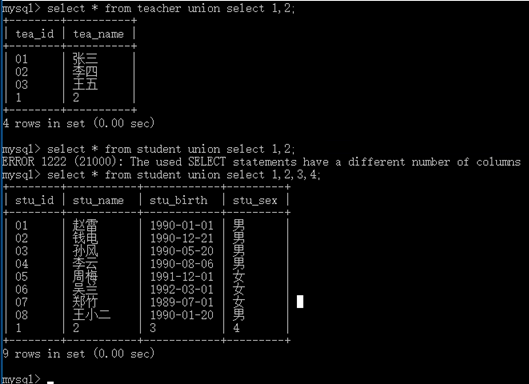 mysql> select * from teacher union select 1,2;
+--------+----------+
| tea_id | tea_name |
+--------+----------+
| 01     | 张三     |
| 02     | 李四     |
| 03     | 王五     |
| 1      | 2        |
+--------+----------+
4 rows in set (0.00 sec)
mysql> select * from student union select 1,2;
ERROR 1222 (21000): The used SELECT statements have a different number of columns
mysql> select * from student union select 1,2,3,4;
+--------+----------+------------+---------+
| stu_id | stu_name | stu_birth  | stu_sex |
+--------+----------+------------+---------+
| 01     | 赵雷     | 1990-01-01 | 男      |
| 02     | 钱电     | 1990-12-21 | 男      |
| 03     | 孙风     | 1990-05-20 | 男      |
| 04     | 李云     | 1990-08-06 | 男      |
| 05     | 周梅     | 1991-12-01 | 女      |
| 06     | 吴兰     | 1992-03-01 | 女      |
| 07     | 郑竹     | 1989-07-01 | 女      |
| 08     | 王小二   | 1990-01-20 | 男      |
| 1      | 2        | 3          | 4       |
+--------+----------+------------+---------+
9 rows in set (0.00 sec)
mysql>